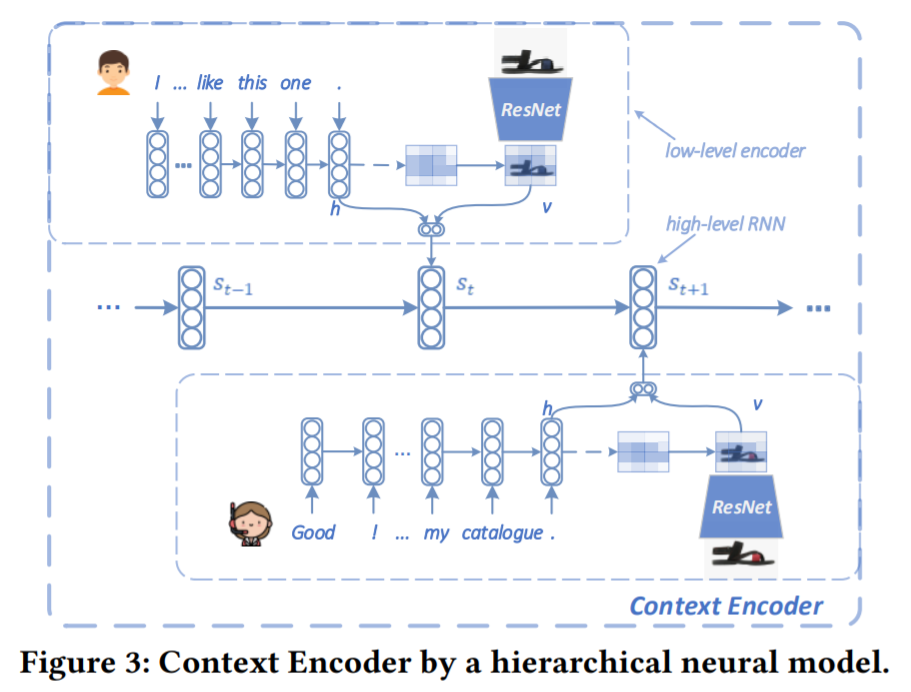 I ... like this one .
ResNet
low-level encoder
h
v
high-level RNN
... s_{t−1} s_t s_{t+1} ...
h
v
Good ! ... my catalogue .
ResNet
Context Encoder
Figure 3: Context Encoder by a hierarchical neural model.